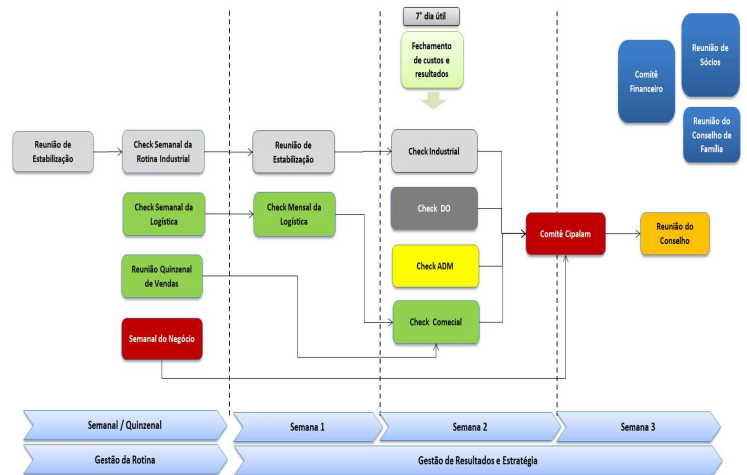 7° dia útil
Fechamento
de custos e
resultados
Comitê
Financeiro
Reunião de
Sócios
Reunião do
Conselho de
Família
Reunião de
Estabilização
Check Semanal da
Rotina Industrial
Reunião de
Estabilização
Check Industrial
Check Semanal da
Logística
Check Mensal da
Logística
Check DO
Comitê Cipalam
Reunião do
Conselho
Reunião Quinzenal
de Vendas
Check ADM
Semanal do Negócio
Check Comecial
Semanal / Quinzenal
Semana 1
Semana 2
Semana 3
Gestão da Rotina
Gestão de Resultados e Estratégia